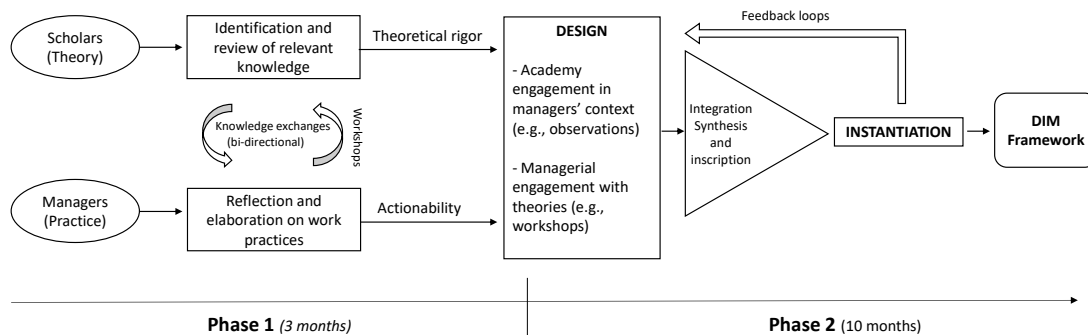 Scholars
(Theory)
Identification and
review of relevant
knowledge
Theoretical rigor
Knowledge exchanges
(bi-directional)
Workshops
Managers
(Practice)
Reflection and
elaboration on work
practices
Actionability
DESIGN
- Academy
engagement in
managers' context
(e.g., observations)
- Managerial
engagement with
theories (e.g.,
workshops)
Feedback loops
Integration
Synthesis
and
inscription
INSTANTIATION
DIM
Framework
Phase 1 (3 months)
Phase 2 (10 months)